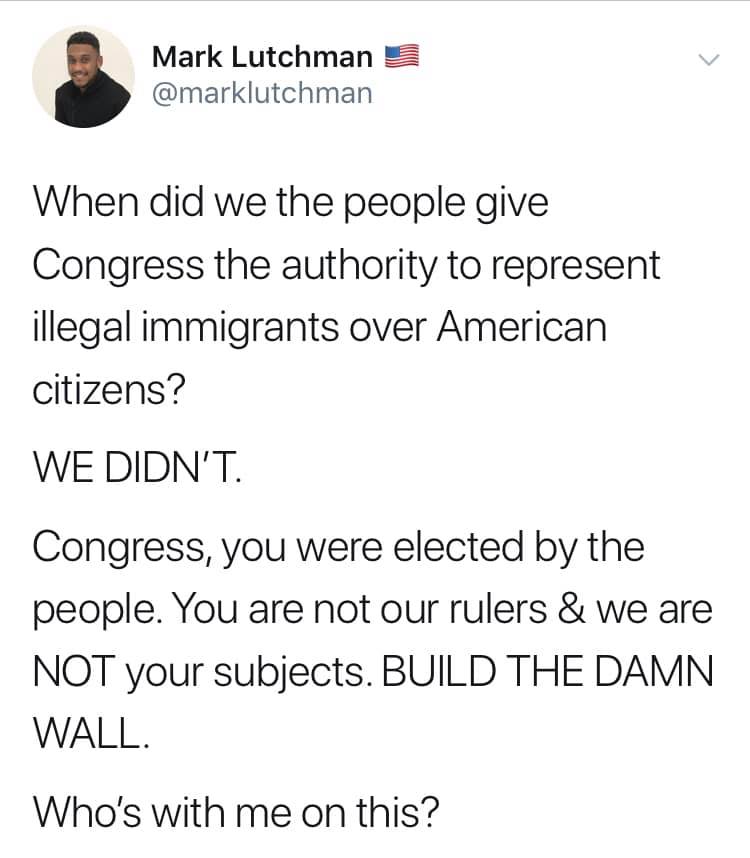 Mark Lutchman 🇺🇸
@marklutchman
When did we the people give
Congress the authority to represent
illegal immigrants over American
citizens?
WE DIDN'T.
Congress, you were elected by the
people. You are not our rulers & we are
NOT your subjects. BUILD THE DAMN
WALL.
Who's with me on this?